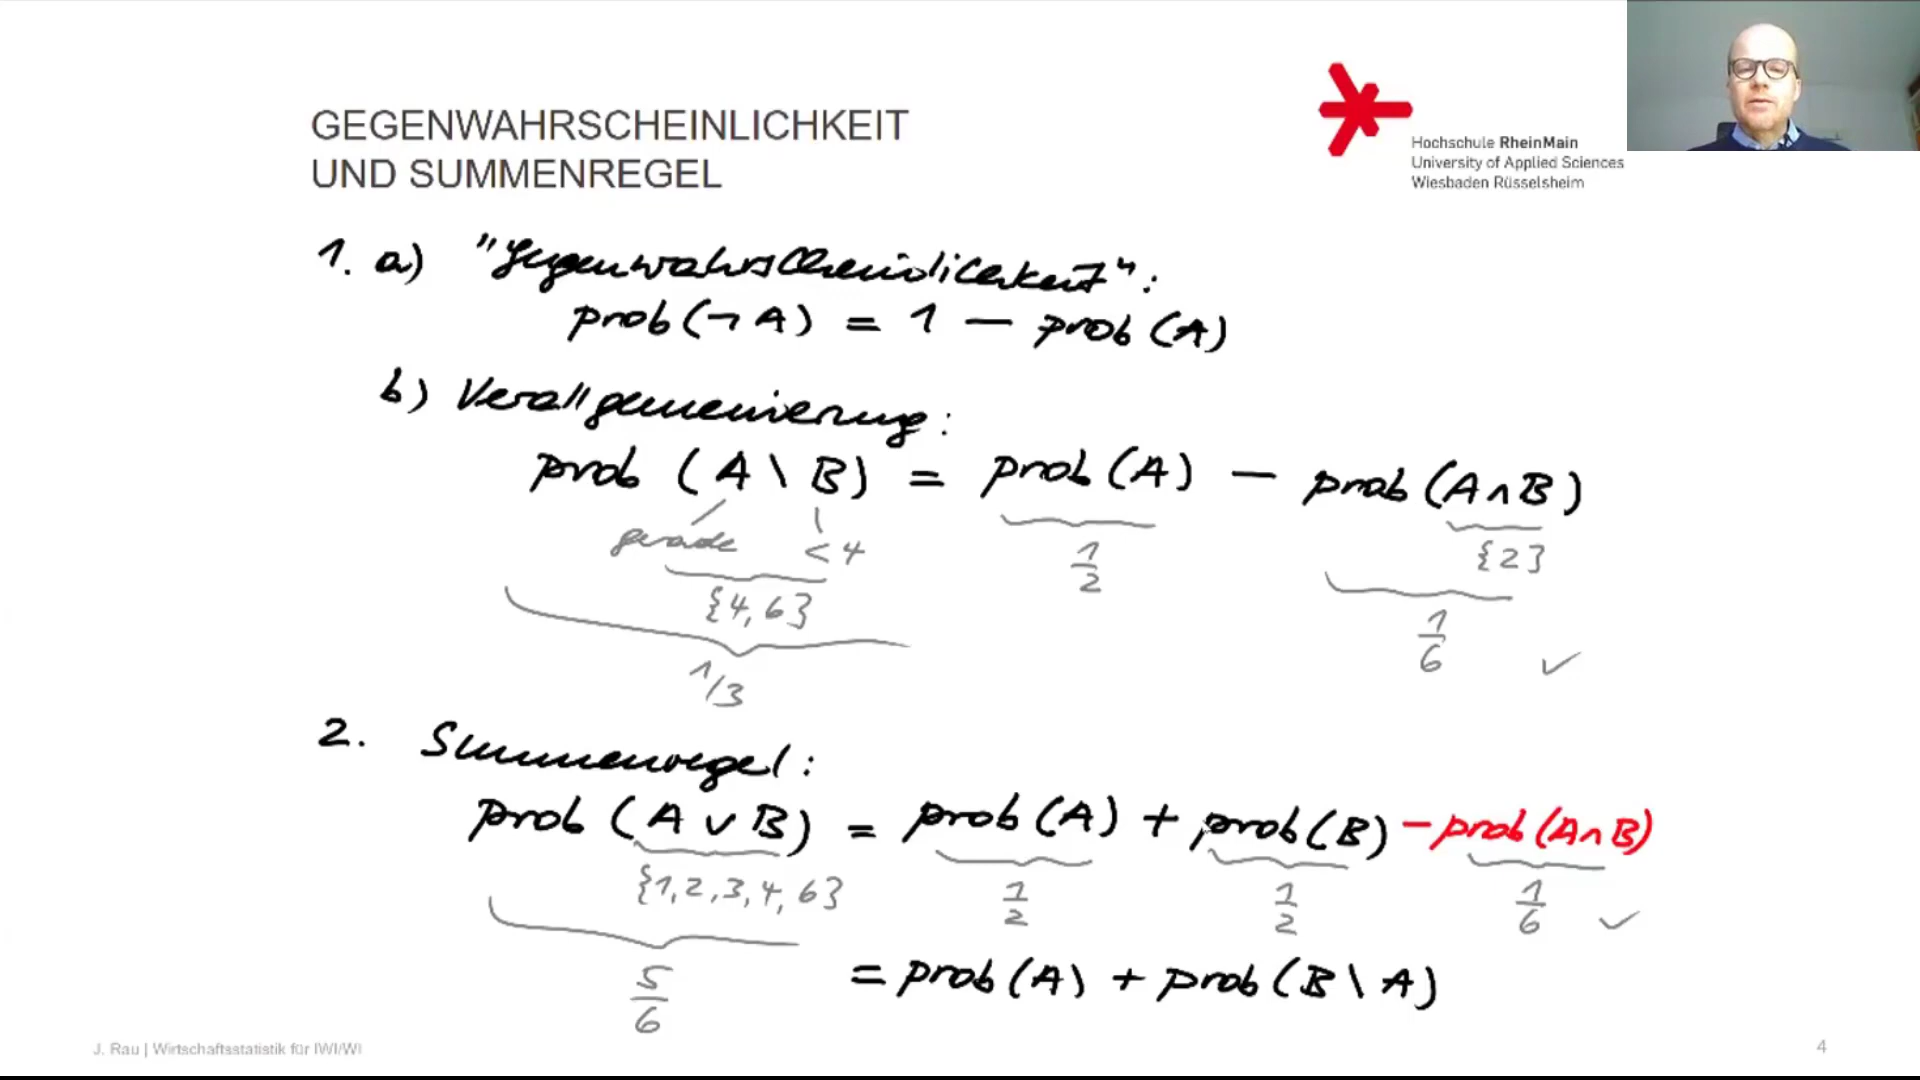 GEGENWAHRSCHEINLICHKEIT
UND SUMMENREGEL
Hochschule RheinMain
University of Applied Sciences
Wiesbaden Rüsselsheim
1. a) "Gegenwahrscheinlichkeit":
prob(¬A) = 1 − prob(A)
b) Verallgemeinerung:
prob (A \ B) = prob(A) − prob(A∧B)
gerade < 4 1/2 {2}
{4,6} 1/6 ✓
1/3
2. Summenregel:
prob (A ∨ B) = prob(A) + prob(B) − prob(A∧B)
{1,2,3,4,6} 1/2 1/2 1/6 ✓
5/6 = prob(A) + prob(B \ A)
J. Rau | Wirtschaftsstatistik für IWI/WI
4